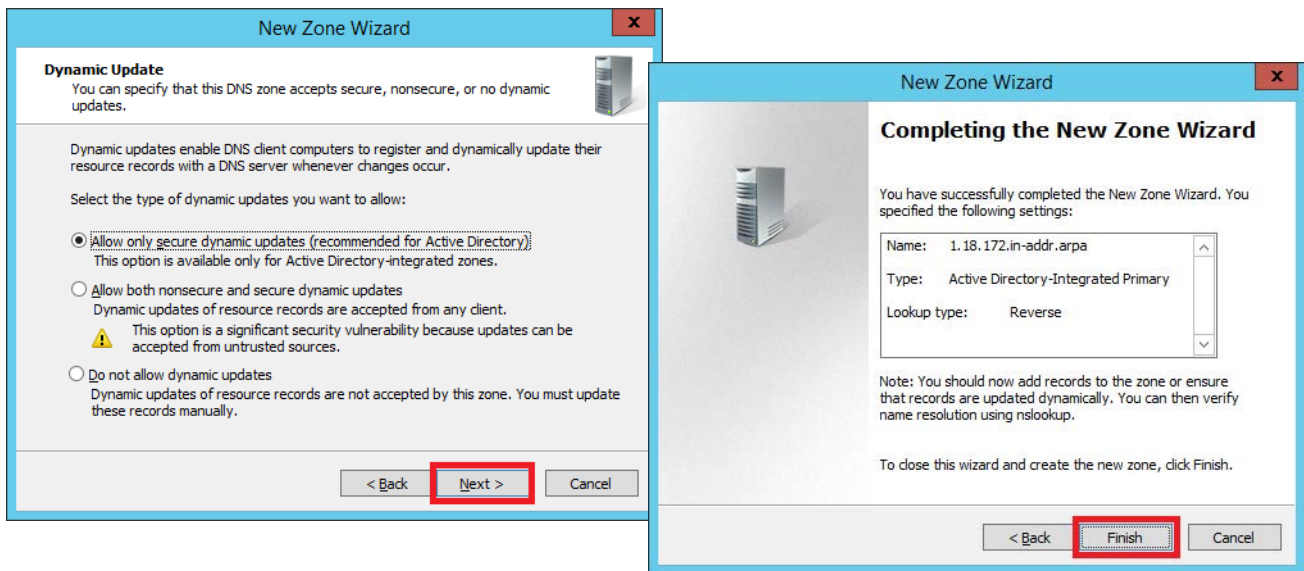 New Zone Wizard
x
Dynamic Update
You can specify that this DNS zone accepts secure, nonsecure, or no dynamic
updates.
Dynamic updates enable DNS client computers to register and dynamically update their
resource records with a DNS server whenever changes occur.
Select the type of dynamic updates you want to allow:
Allow only secure dynamic updates (recommended for Active Directory)
This option is available only for Active Directory-integrated zones.
Allow both nonsecure and secure dynamic updates
Dynamic updates of resource records are accepted from any client.
This option is a significant security vulnerability because updates can be
accepted from untrusted sources.
Do not allow dynamic updates
Dynamic updates of resource records are not accepted by this zone. You must update
these records manually.
< Back Next > Cancel
New Zone Wizard
x
Completing the New Zone Wizard
You have successfully completed the New Zone Wizard. You
specified the following settings:
Name: 1.18.172.in-addr.arpa
Type: Active Directory-Integrated Primary
Lookup type: Reverse
Note: You should now add records to the zone or ensure
that records are updated dynamically. You can then verify
name resolution using nslookup.
To close this wizard and create the new zone, click Finish.
< Back Finish Cancel